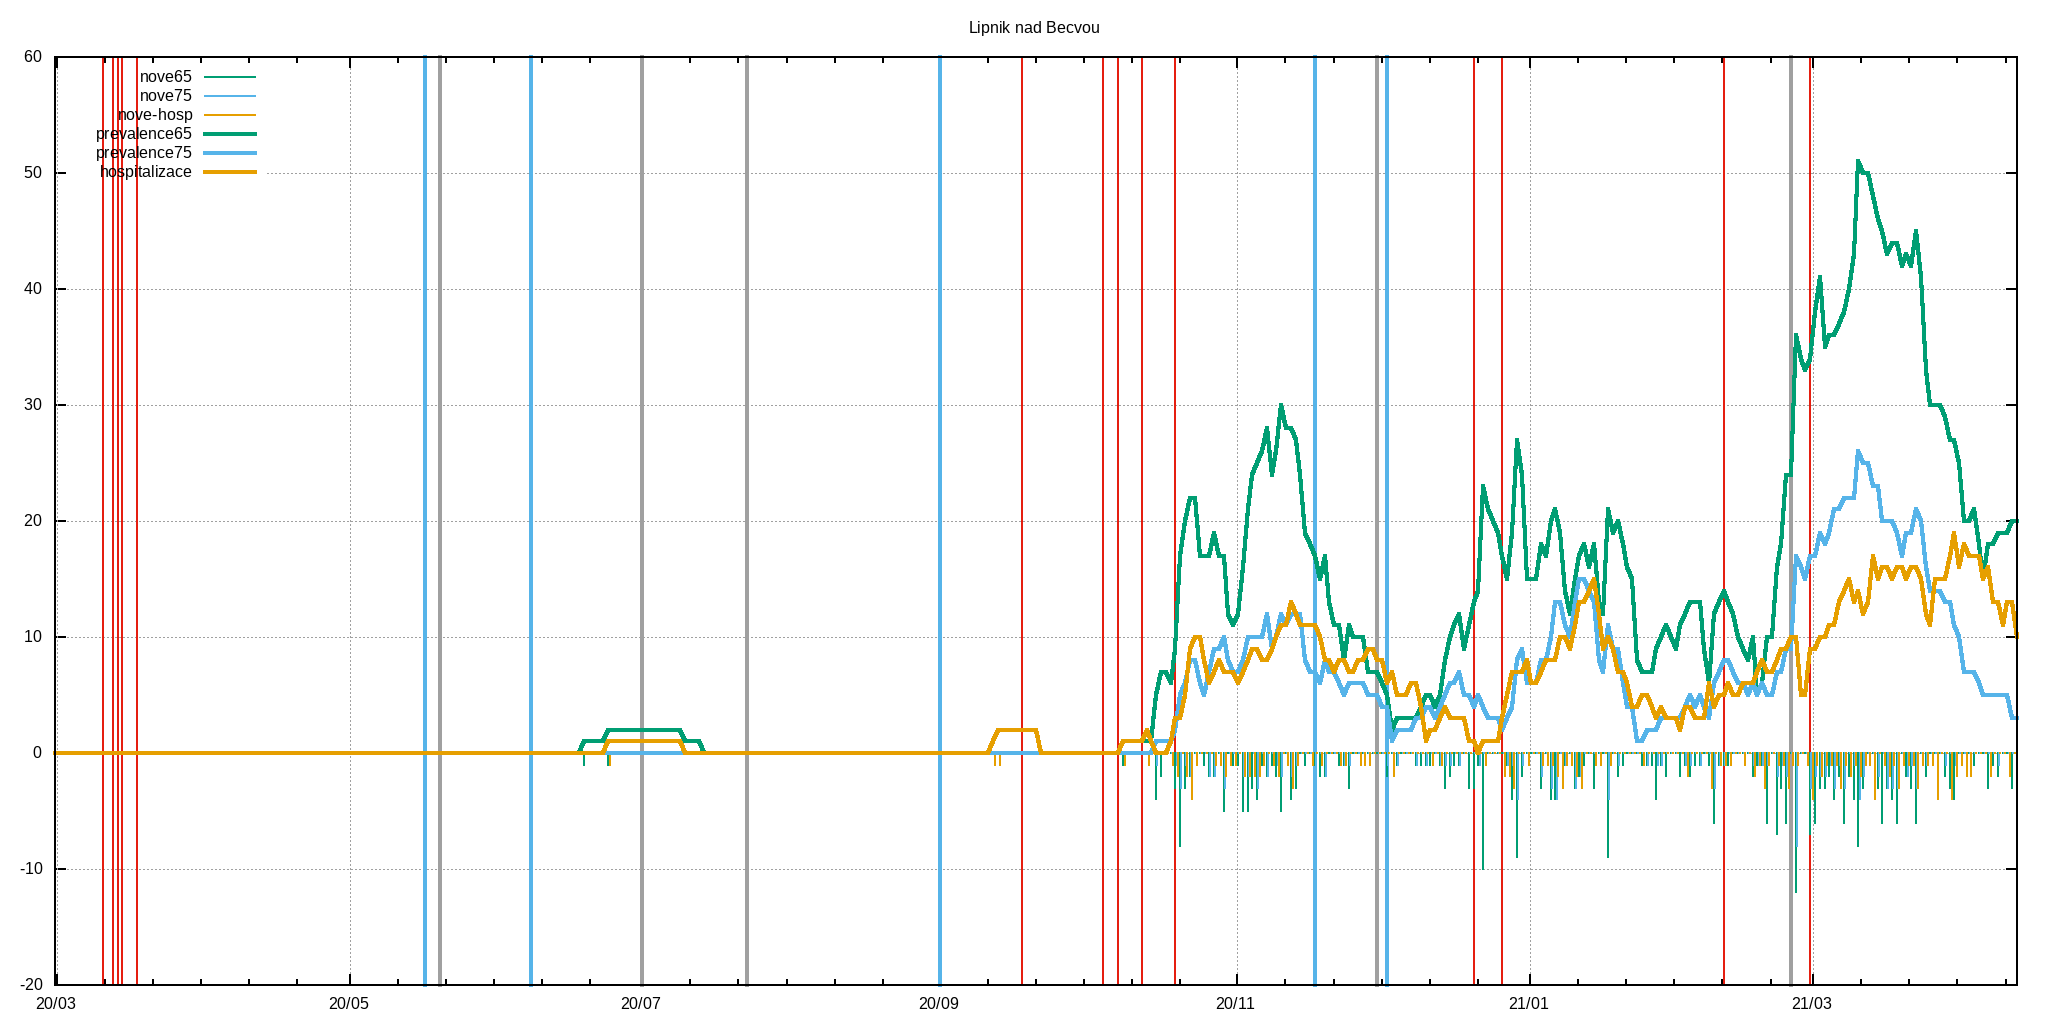 Lipnik nad Becvou
60
50
40
30
20
10
0
-10
-20
nove65
nove75
nove-hosp
prevalence65
prevalence75
hospitalizace
20/03 20/05 20/07 20/09 20/11 21/01 21/03